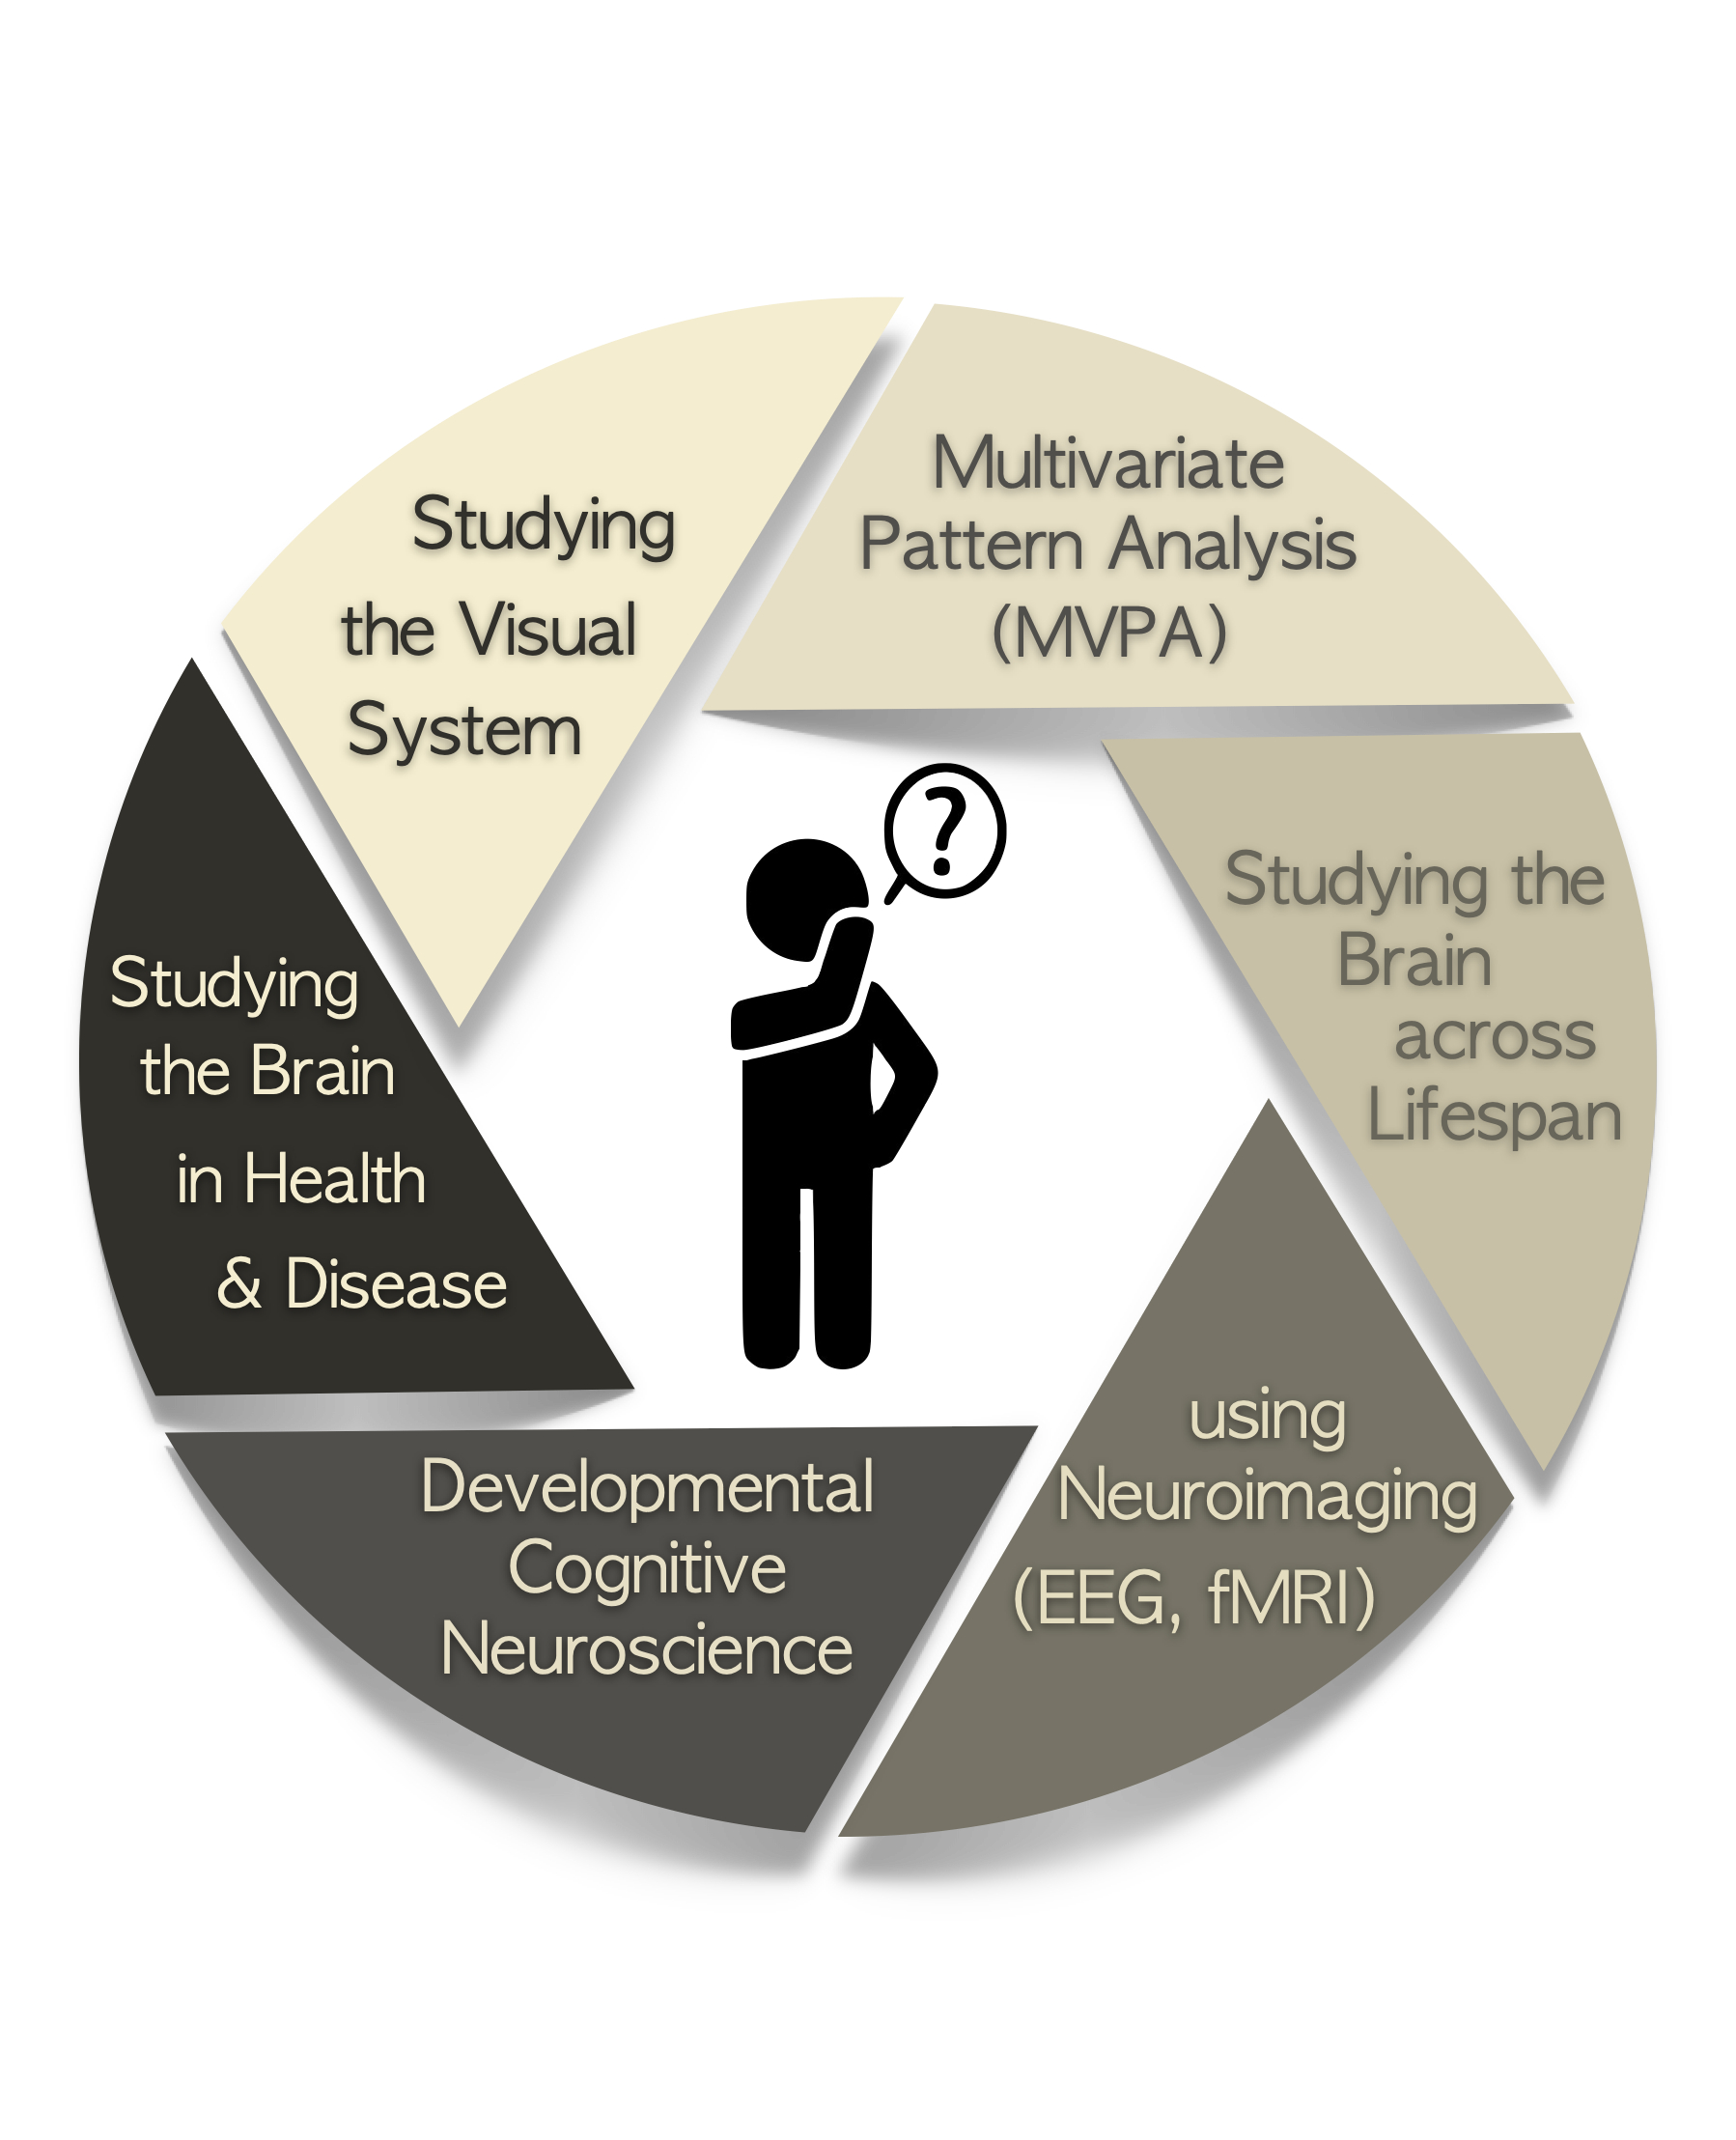 Studying
the Visual
System
Multivariate
Pattern Analysis
(MVPA)
?
Studying the
Brain
across
Lifespan
using
Neuroimaging
(EEG, fMRI)
Developmental
Cognitive
Neuroscience
Studying
the Brain
in Health
& Disease